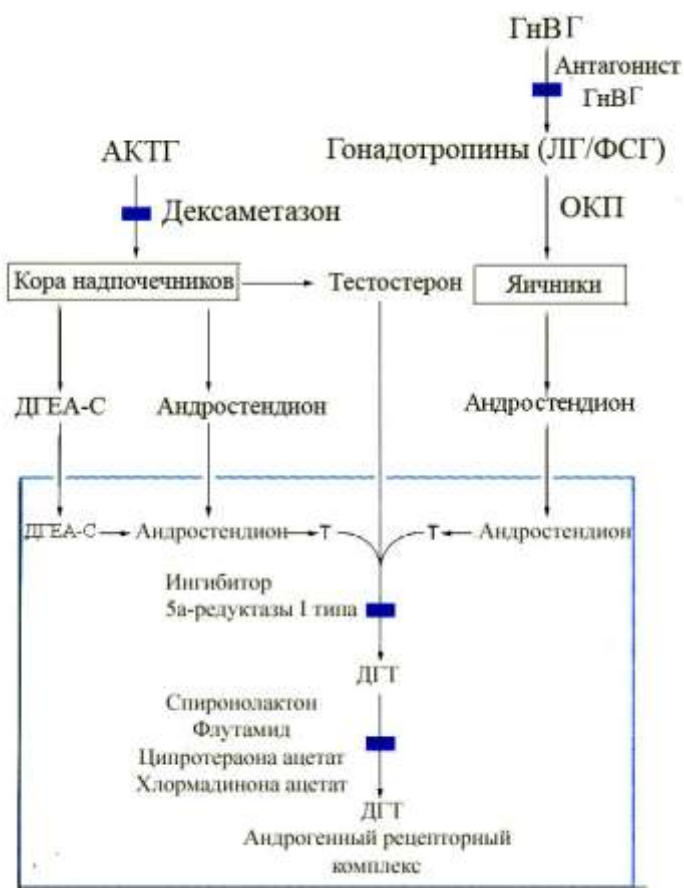 ГнВГ
Антагонист
ГнВГ
АКТГ
Гонадотропины (ЛГ/ФСГ)
Дексаметазон
ОКП
Кора надпочечников
Тестостерон
Яичники
ДГЕА-С
Андростендион
Андростендион
ДГЕА-С
Андростендион
Т
Т
Андростендион
Ингибитор
5а-редуктазы I типа
ДГТ
Спиронолактон
Флутамид
Ципротераона ацетат
Хлормадинона ацетат
ДГТ
Андрогенный рецепторный
комплекс